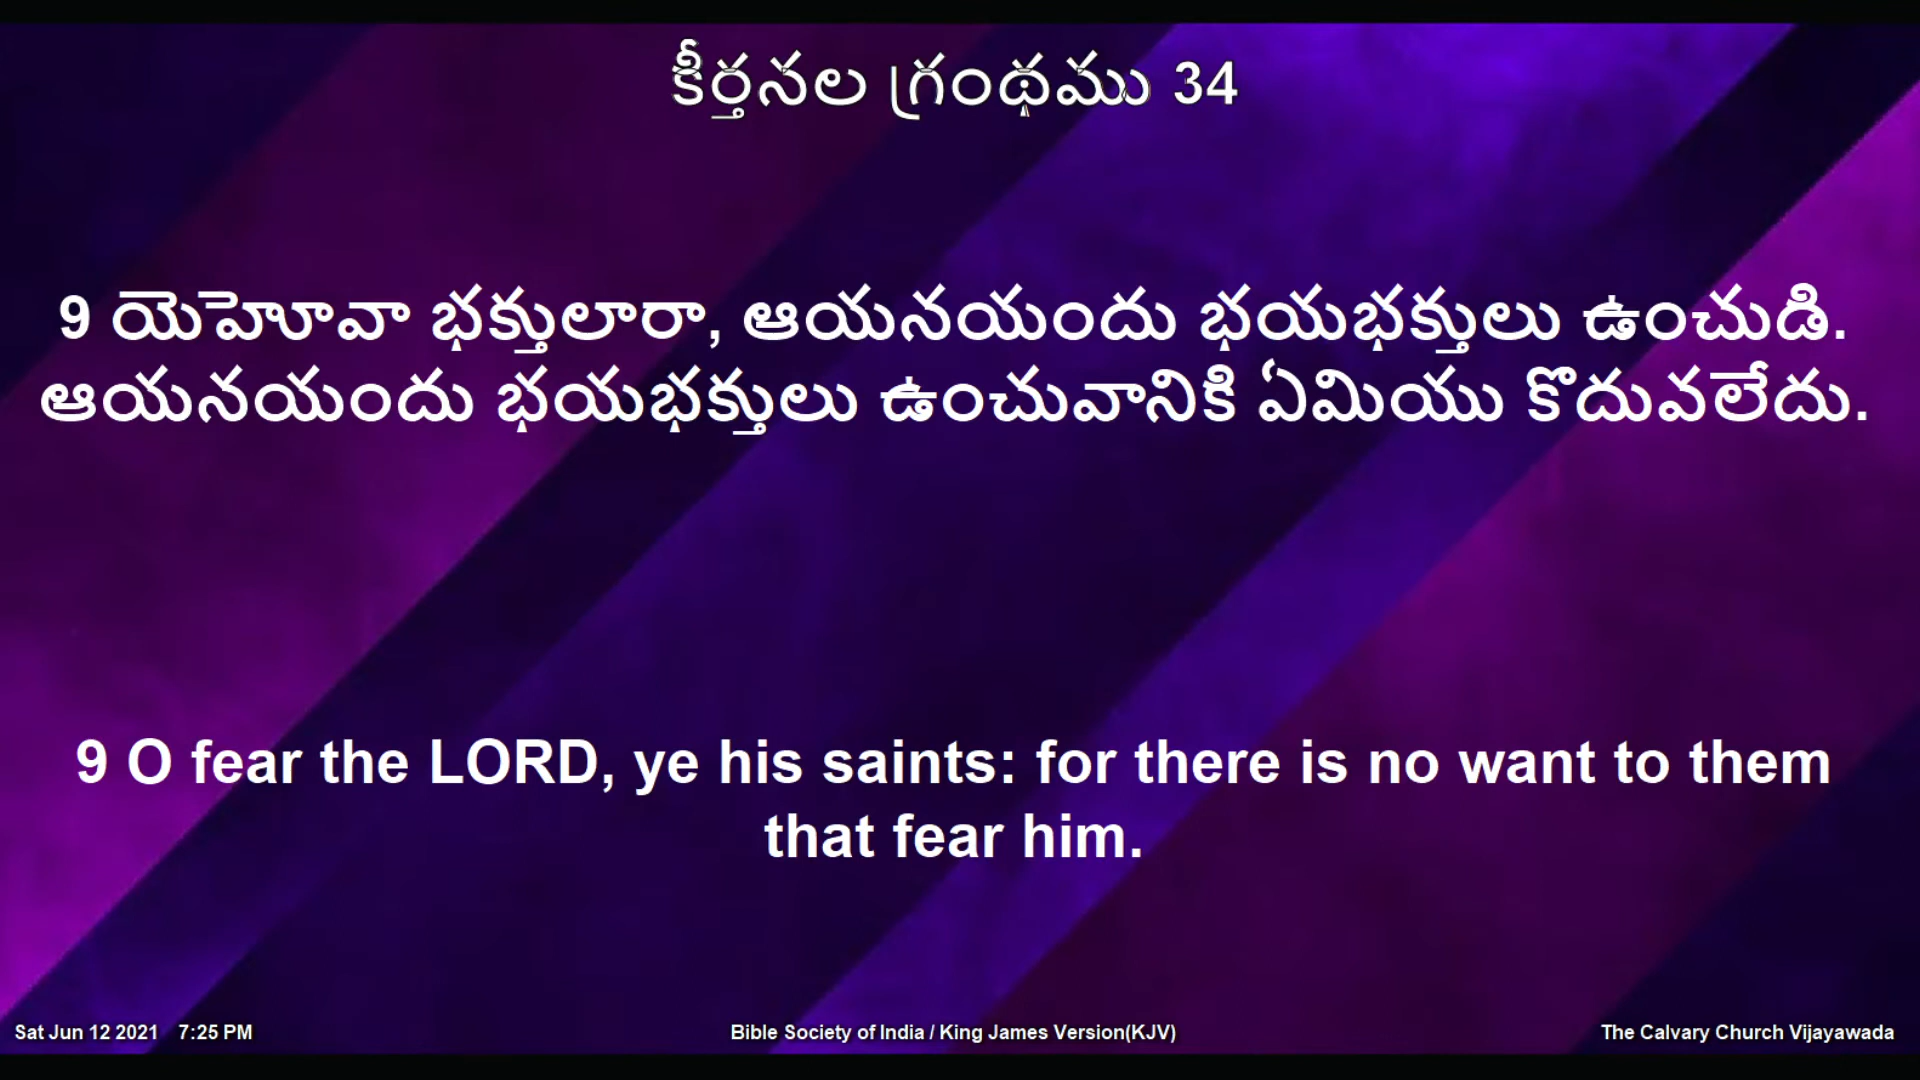 కీర్తనల గ్రంథము 34
9 యెహోవా భక్తులారా, ఆయనయందు భయభక్తులు ఉంచుడి.
ఆయనయందు భయభక్తులు ఉంచువానికి ఏమియు కొదువలేదు.
9 O fear the LORD, ye his saints: for there is no want to them
that fear him.
Sat Jun 12 2021 7:25 PM
Bible Society of India / King James Version(KJV)
The Calvary Church Vijayawada